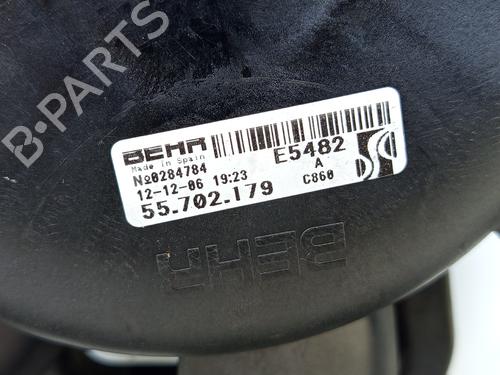 B-PARTS
BEHR
Made in Spain
E5482
№0284784
A
12-12-06 19:23
C860
55.702.179
BEHR